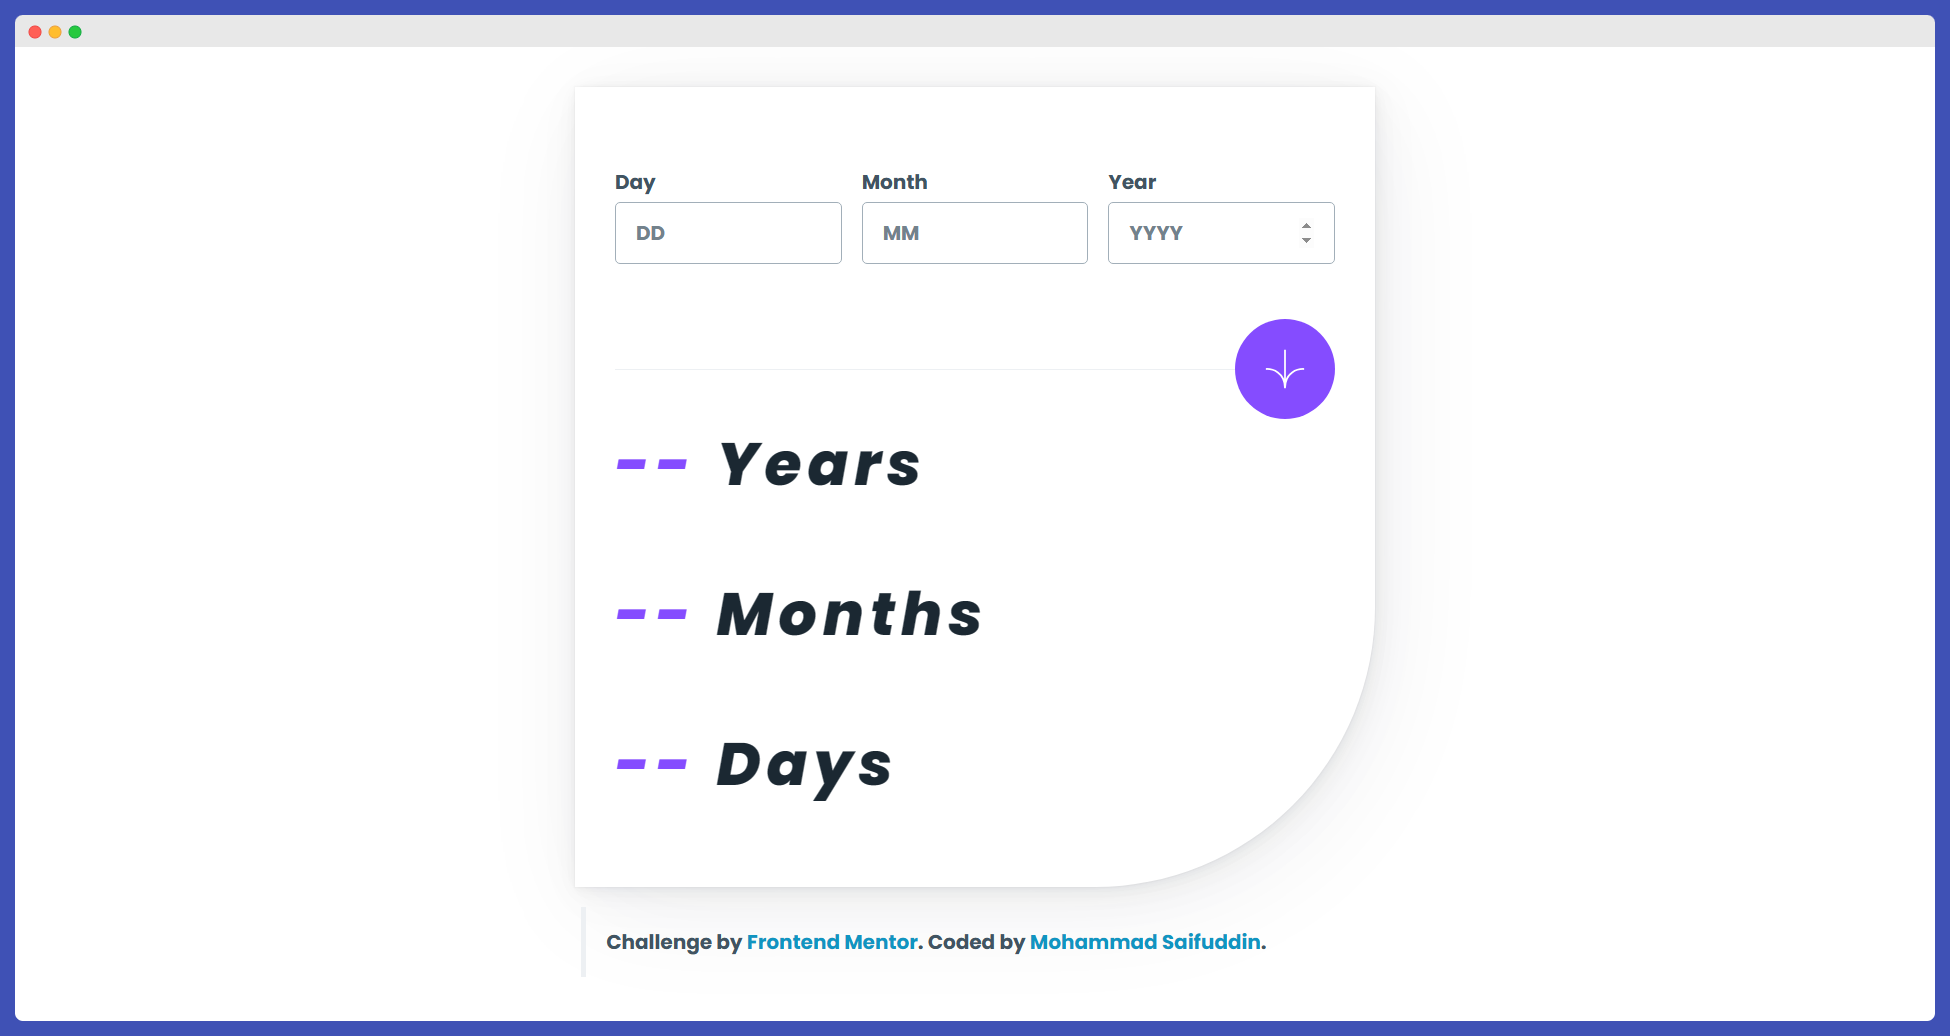 Day Month Year
DD MM YYYY
-- Years
-- Months
-- Days
Challenge by Frontend Mentor. Coded by Mohammad Saifuddin.